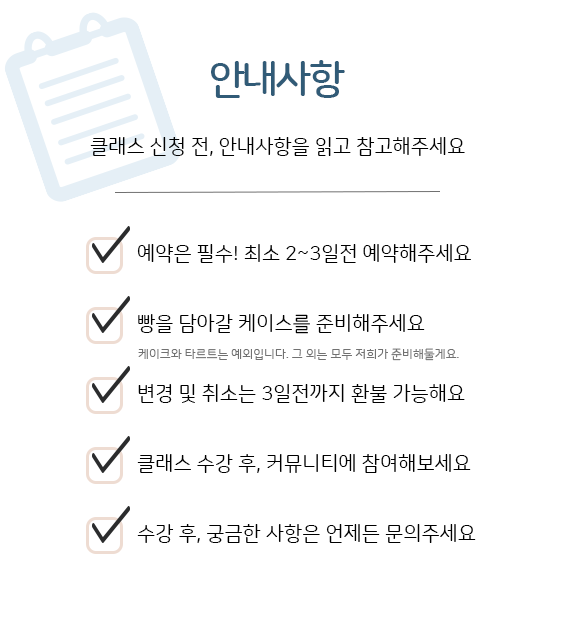 안내사항
클래스 신청 전, 안내사항을 읽고 참고해주세요
예약은 필수! 최소 2~3일전 예약해주세요
빵을 담아갈 케이스를 준비해주세요
케이크와 타르트는 예외입니다. 그 외는 모두 저희가 준비해둘게요.
변경 및 취소는 3일전까지 환불 가능해요
클래스 수강 후, 커뮤니티에 참여해보세요
수강 후, 궁금한 사항은 언제든 문의주세요